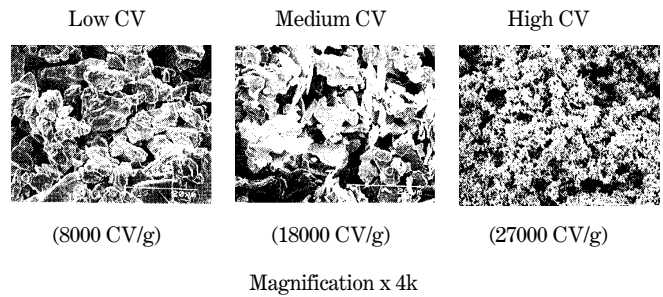 Low CV Medium CV High CV
(8000 CV/g) (18000 CV/g) (27000 CV/g)
Magnification x 4k